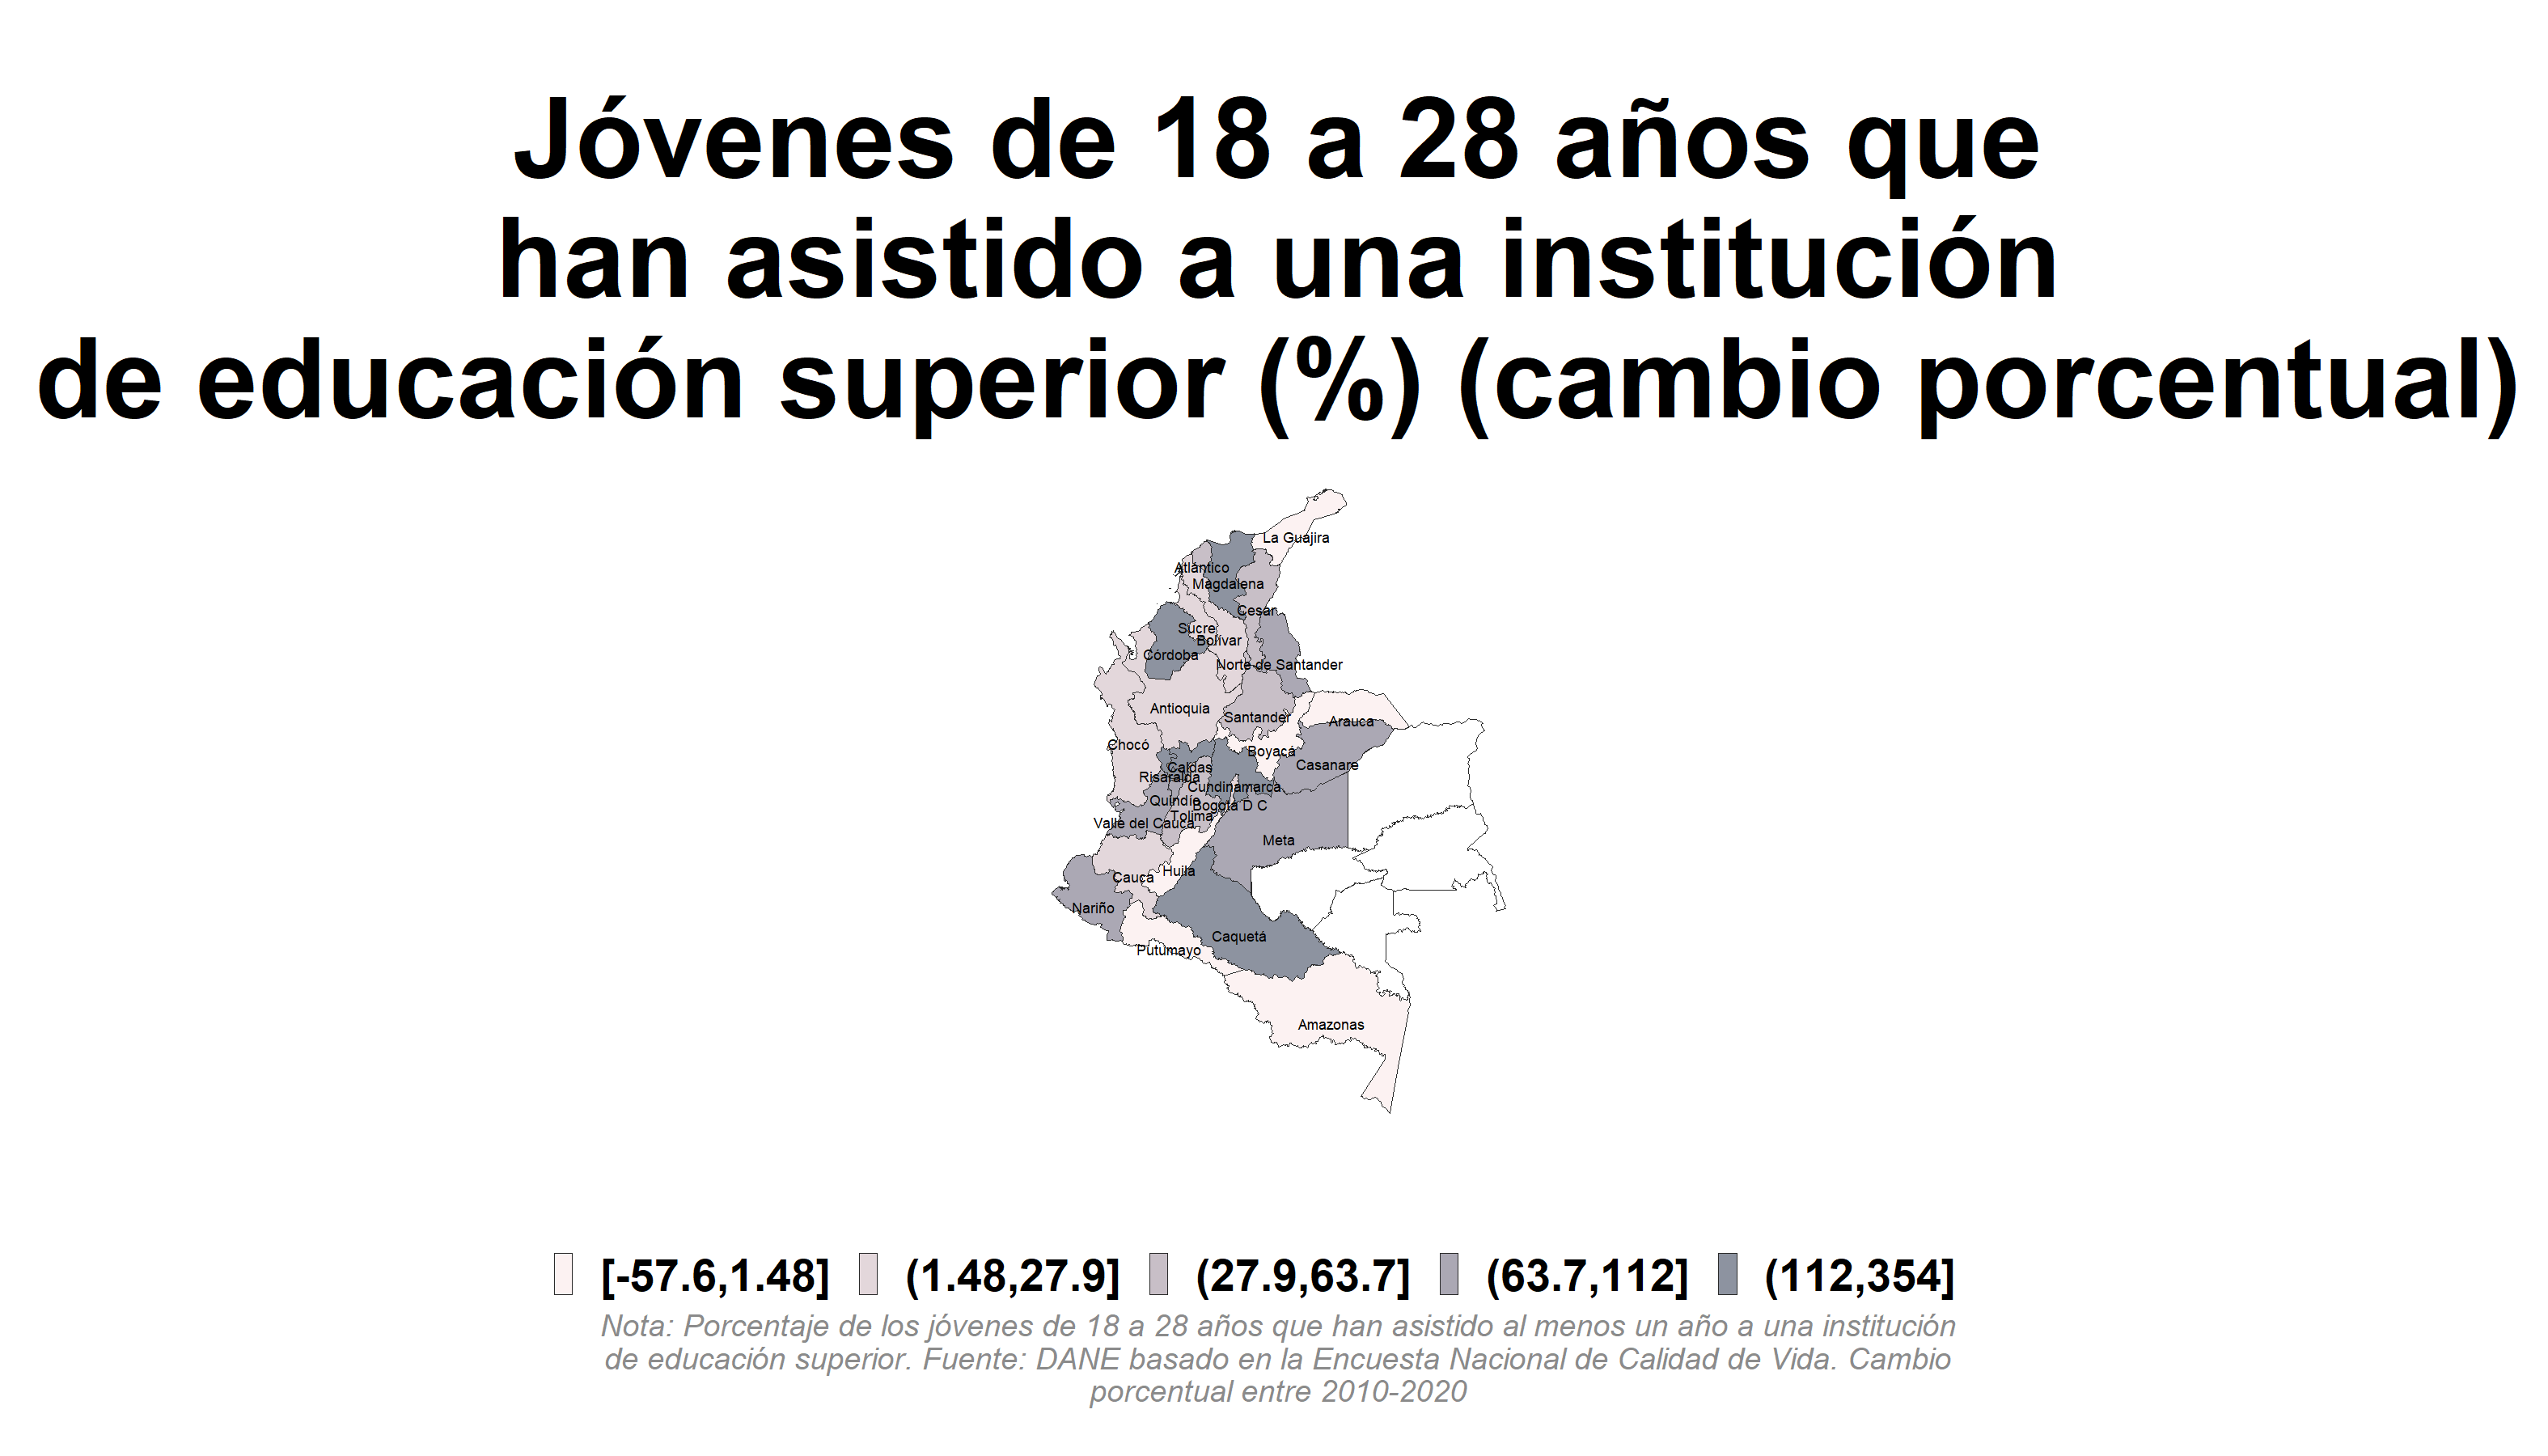 Jóvenes de 18 a 28 años que
han asistido a una institución
de educación superior (%) (cambio porcentual)
La Guajira
Atlántico
Magdalena
Cesar
Sucre
Bolívar
Córdoba
Norte de Santander
Antioquia
Santander
Arauca
Chocó
Boyacá
Casanare
Caldas
Risaralda
Cundinamarca
Quindío
Bogotá D C
Tolima
Valle del Cauca
Meta
Huila
Cauca
Nariño
Caquetá
Putumayo
Amazonas
[-57.6,1.48] (1.48,27.9] (27.9,63.7] (63.7,112] (112,354]
Nota: Porcentaje de los jóvenes de 18 a 28 años que han asistido al menos un año a una institución
de educación superior. Fuente: DANE basado en la Encuesta Nacional de Calidad de Vida. Cambio
porcentual entre 2010-2020